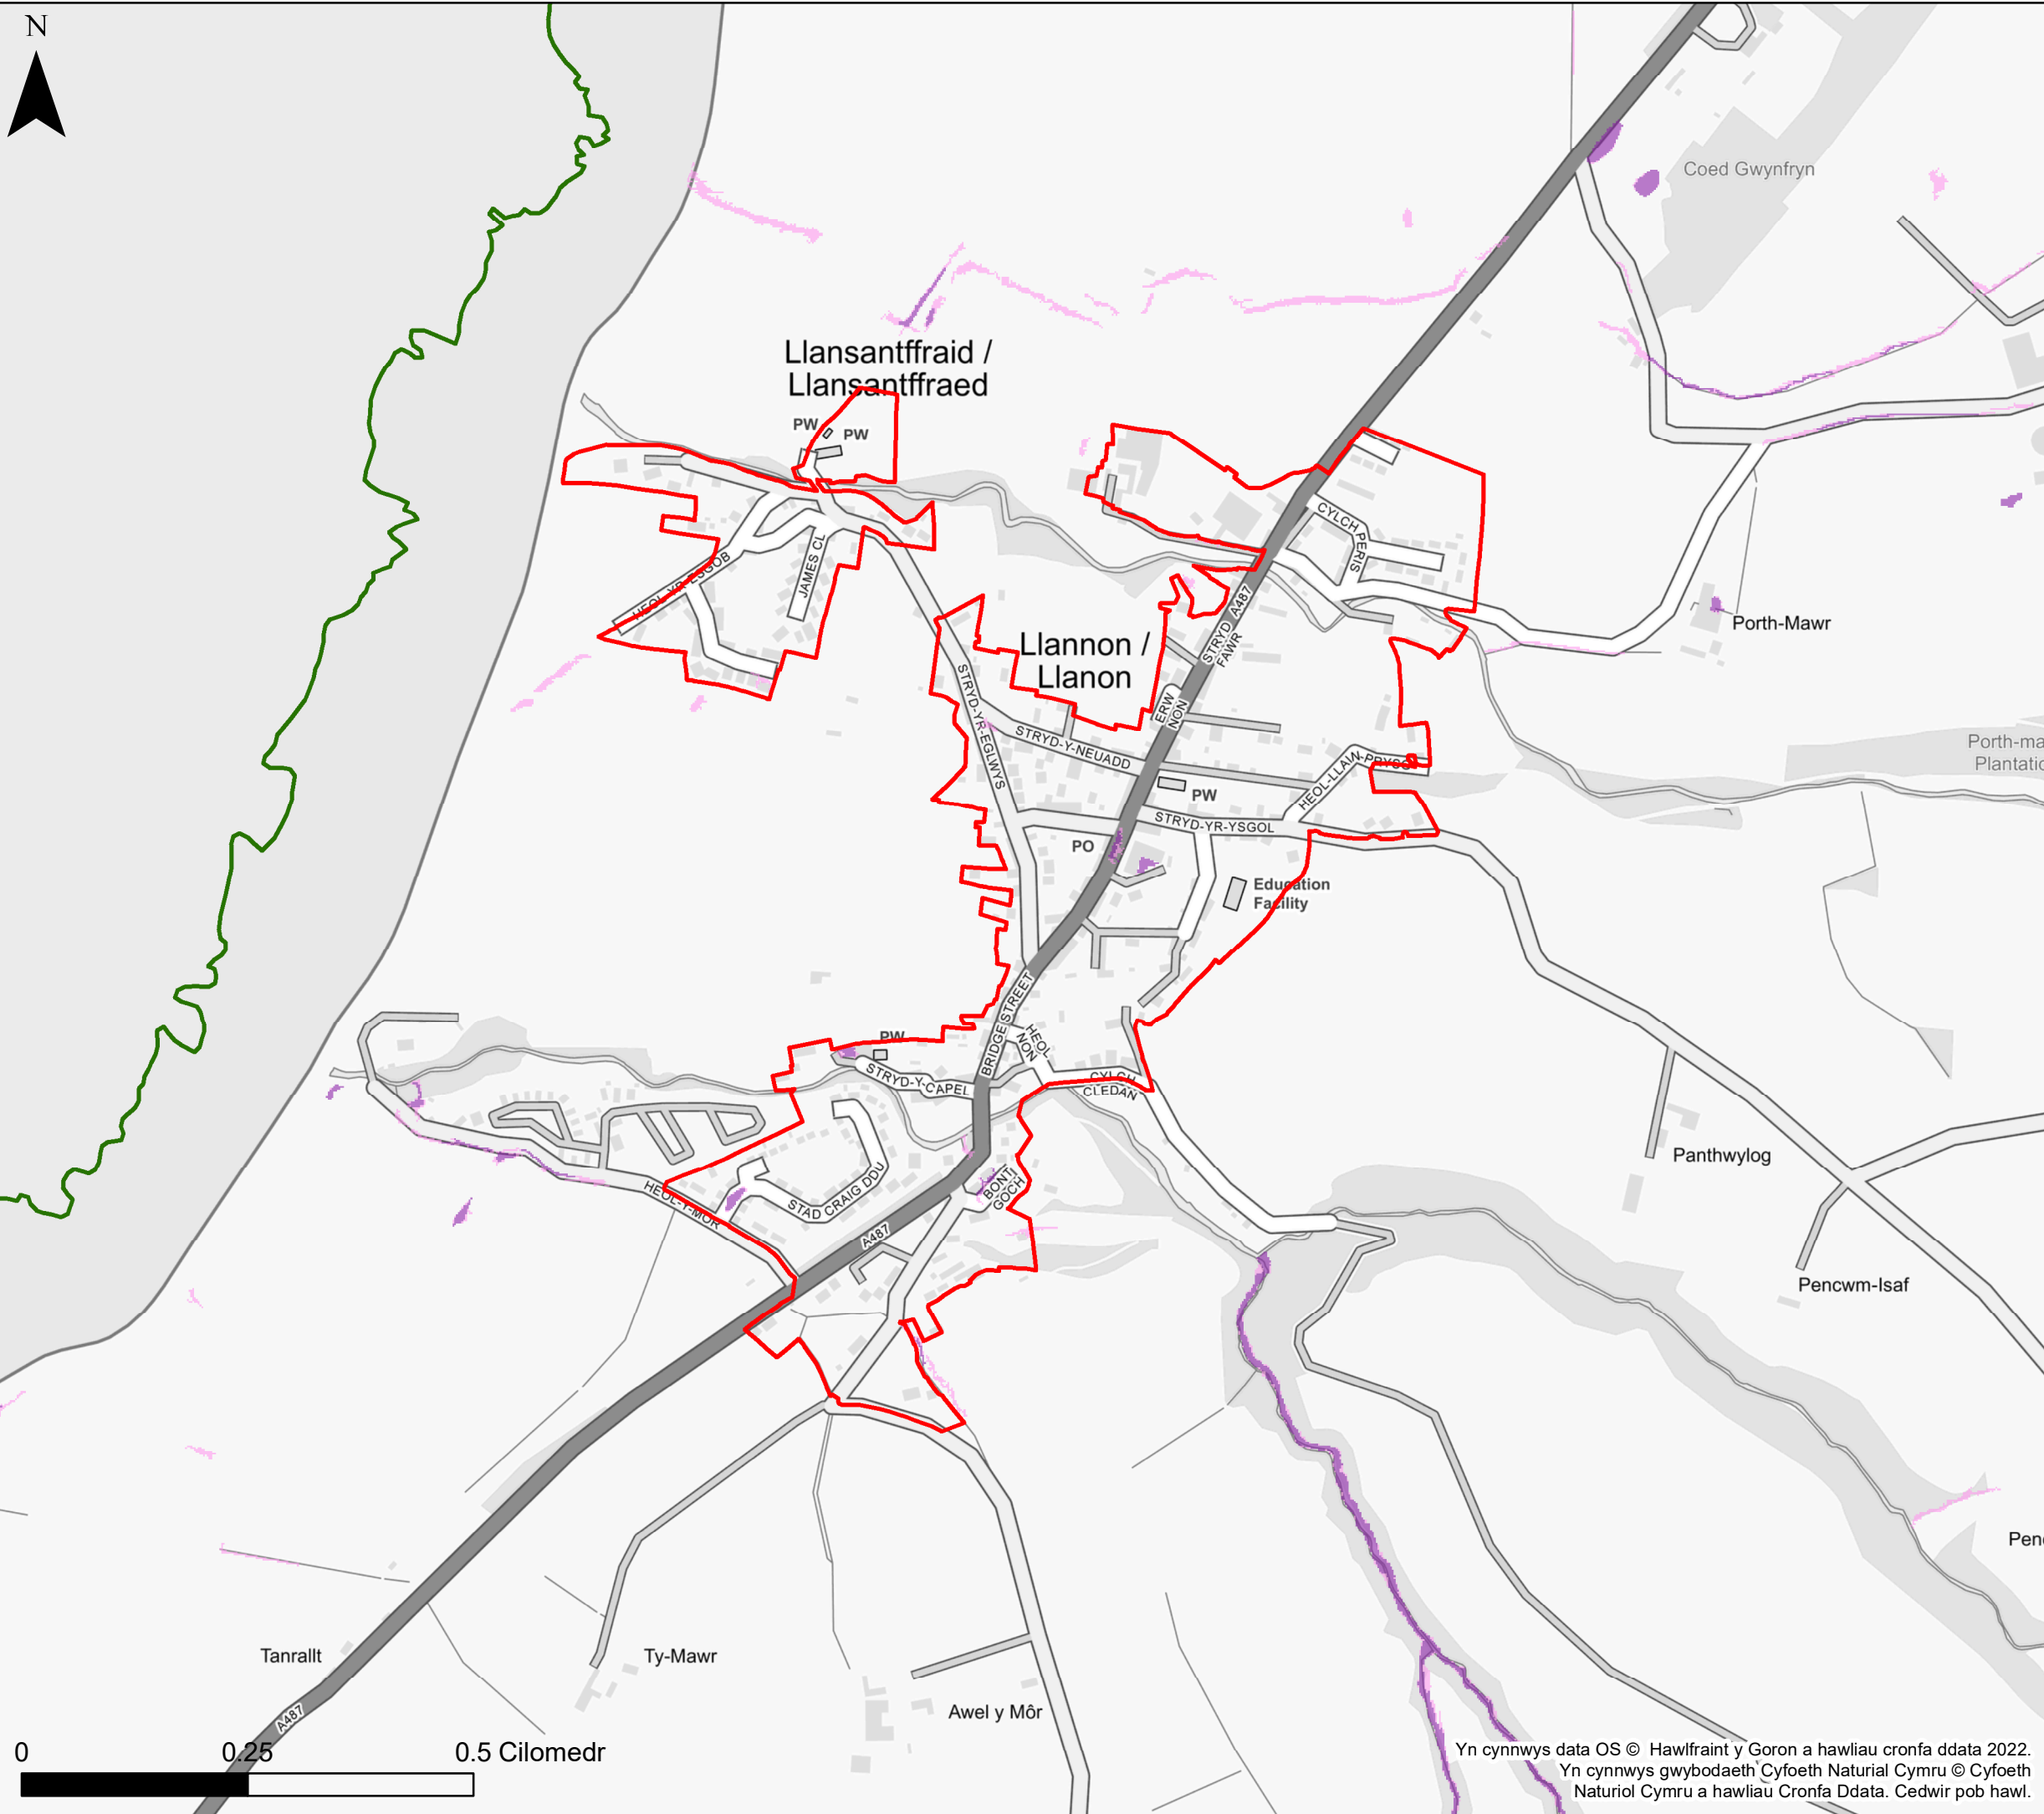 N
Coed Gwynfryn
Llansantffraid /
Llansantffraed
PW
PW
CYLCH
PERIS
JAMES CL
HEOL-YR-ESGOB
A487
STRYD
FAWR
Porth-Mawr
Llannon /
Llanon
STRYD-YR-EGLWYS
ERW
NON
STRYD-Y-NEUADD
HEOL-LLAIN-PRYSG
Porth-ma
Plantatio
PW
STRYD-YR-YSGOL
PO
Education
Facility
BRIDGE STREET
HEOL
NON
PW
STRYD-Y-CAPEL
CYLCH
CLEDAN
Panthwylog
BONT
GOCH
STAD CRAIG DDU
HEOL-Y-MOR
A487
Pencwm-Isaf
Pen
Tanrallt
Ty-Mawr
Awel y Môr
A487
0
0.25
0.5 Cilomedr
Yn cynnwys data OS © Hawlfraint y Goron a hawliau cronfa ddata 2022.
Yn cynnwys gwybodaeth Cyfoeth Naturial Cymru © Cyfoeth
Naturiol Cymru a hawliau Cronfa Ddata. Cedwir pob hawl.